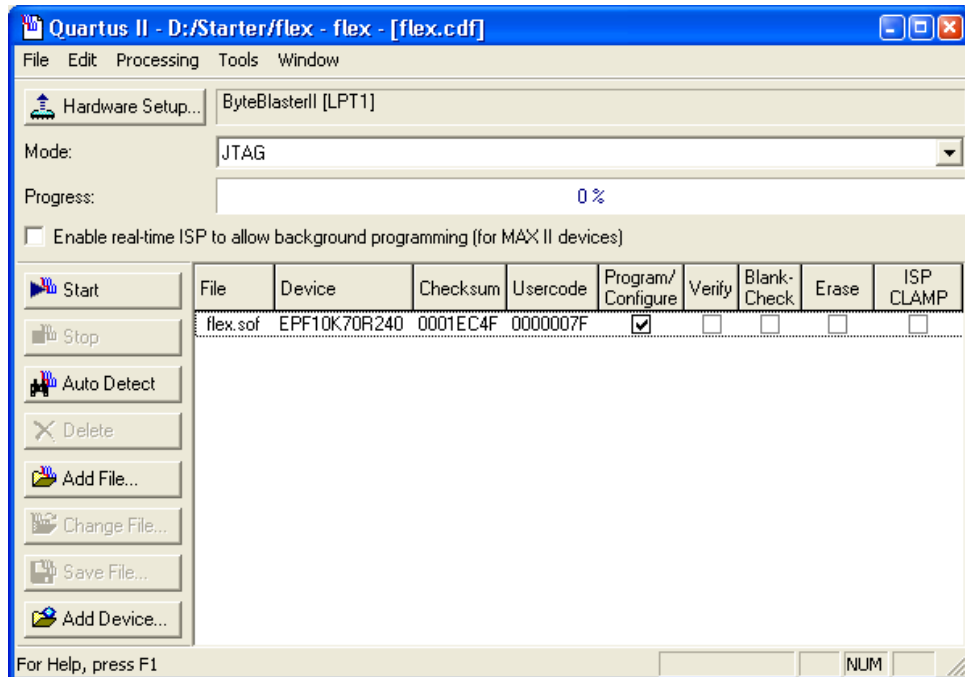 Quartus II - D:/Starter/flex - flex - [flex.cdf]
File Edit Processing Tools Window
Hardware Setup... ByteBlasterII [LPT1]
Mode: JTAG
Progress: 0 %
Enable real-time ISP to allow background programming (for MAX II devices)
Start
Stop
Auto Detect
Delete
Add File...
Change File...
Save File...
Add Device...
File Device Checksum Usercode Program/ Configure Verify Blank- Check Erase ISP CLAMP
flex.sof EPF10K70R240 0001EC4F 0000007F
For Help, press F1 NUM